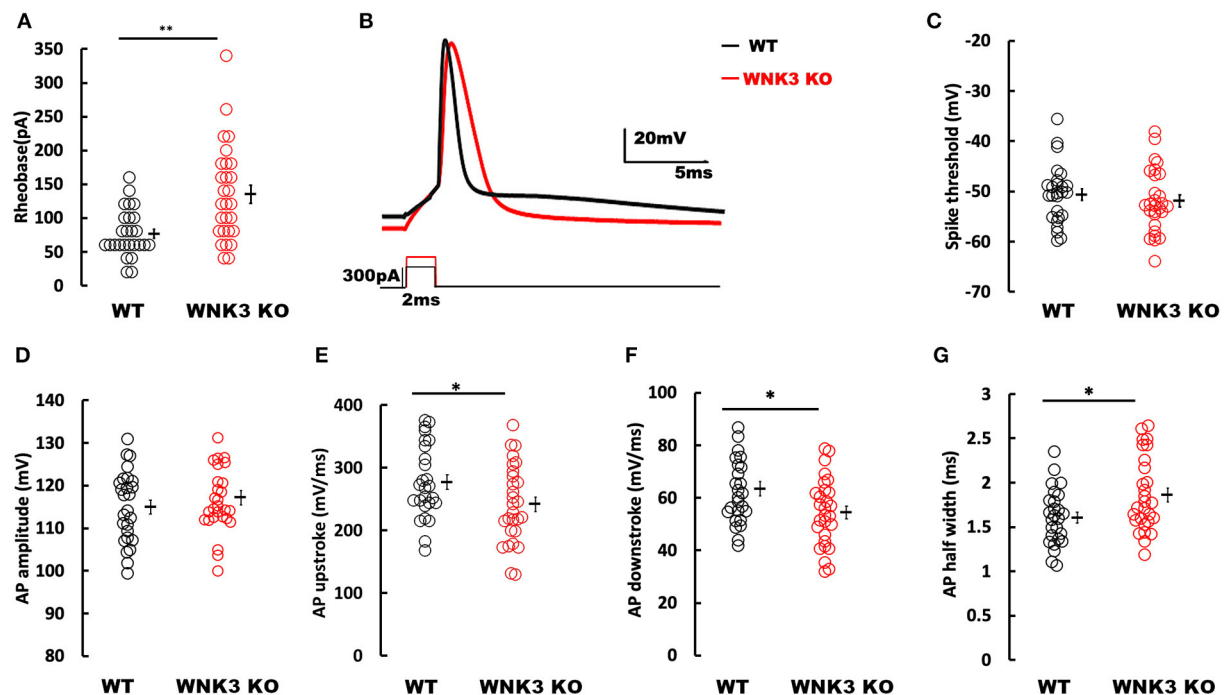 A
**
Rheobase(pA)
350
300
250
200
150
100
50
0
WT
WNK3 KO
B
WT
WNK3 KO
20mV
5ms
300pA
2ms
C
Spike threshold (mV)
-20
-30
-40
-50
-60
-70
WT
WNK3 KO
D
AP amplitude (mV)
140
130
120
110
100
90
80
WT
WNK3 KO
E
*
AP upstroke (mV/ms)
400
300
200
100
0
WT
WNK3 KO
F
*
AP downstroke (mV/ms)
100
80
60
40
20
0
WT
WNK3 KO
G
*
AP half width (ms)
3
2.5
2
1.5
1
0.5
0
WT
WNK3 KO